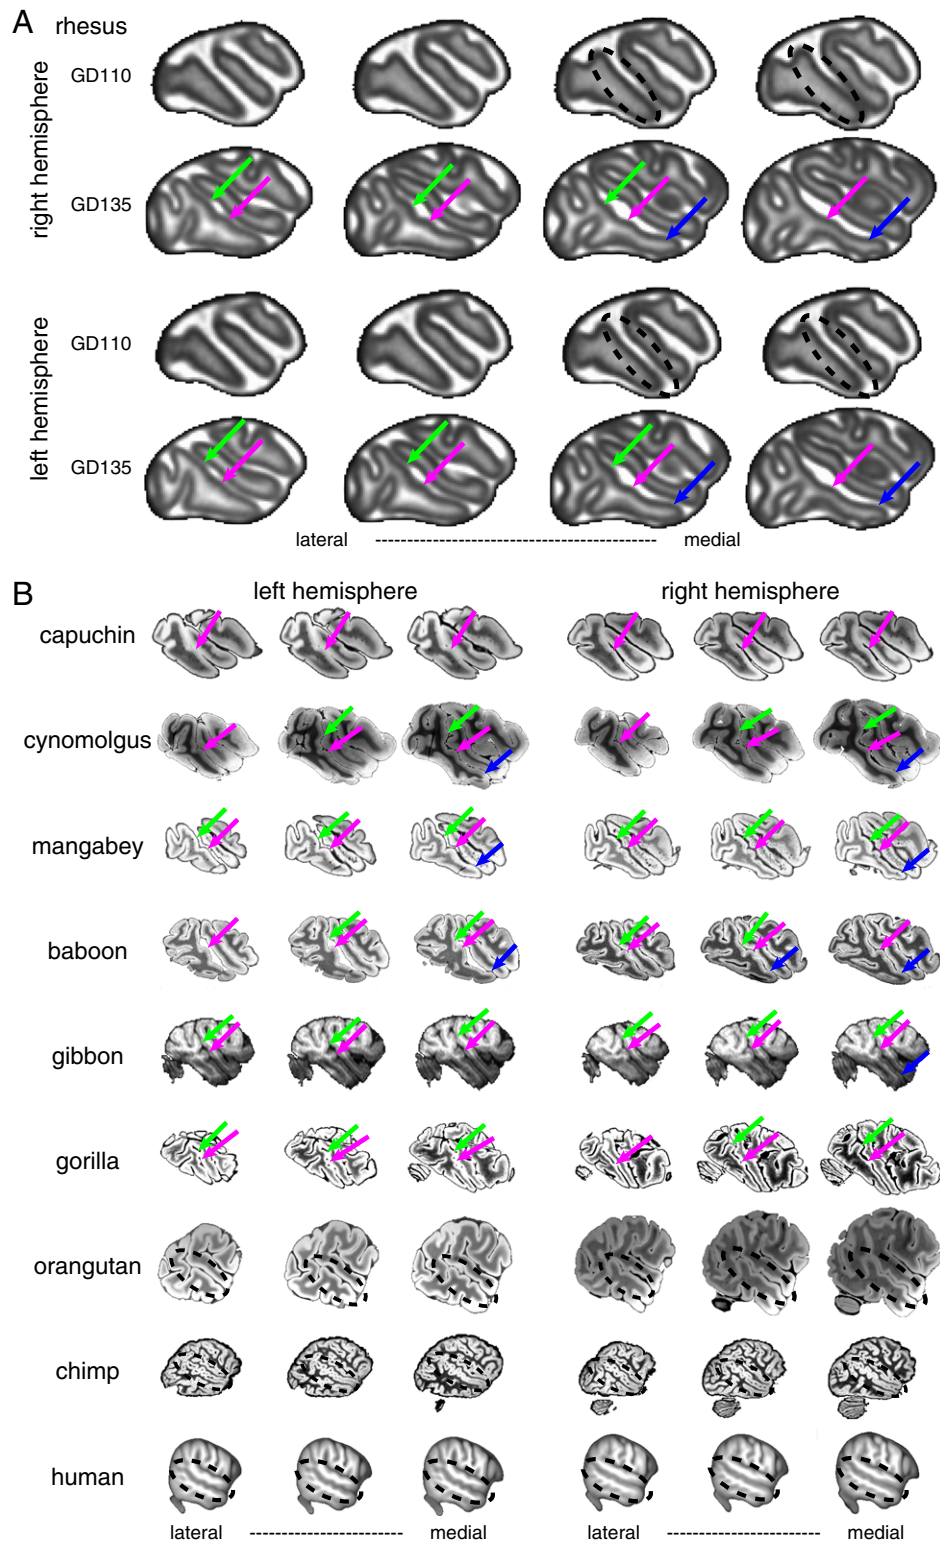 A
rhesus
right hemisphere
GD110
GD135
left hemisphere
GD110
GD135
lateral ---------------------------------------- medial
B
left hemisphere right hemisphere
capuchin
cynomolgus
mangabey
baboon
gibbon
gorilla
orangutan
chimp
human
lateral --------------------- medial lateral --------------------- medial